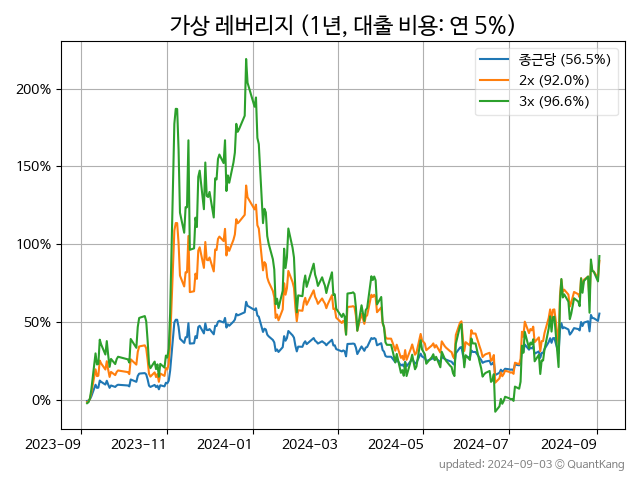 가상 레버리지 (1년, 대출 비용: 연 5%)
종근당 (56.5%)
2x (92.0%)
3x (96.6%)
200%
150%
100%
50%
0%
2023-09 2023-11 2024-01 2024-03 2024-05 2024-07 2024-09
updated: 2024-09-03 ⓒ QuantKang